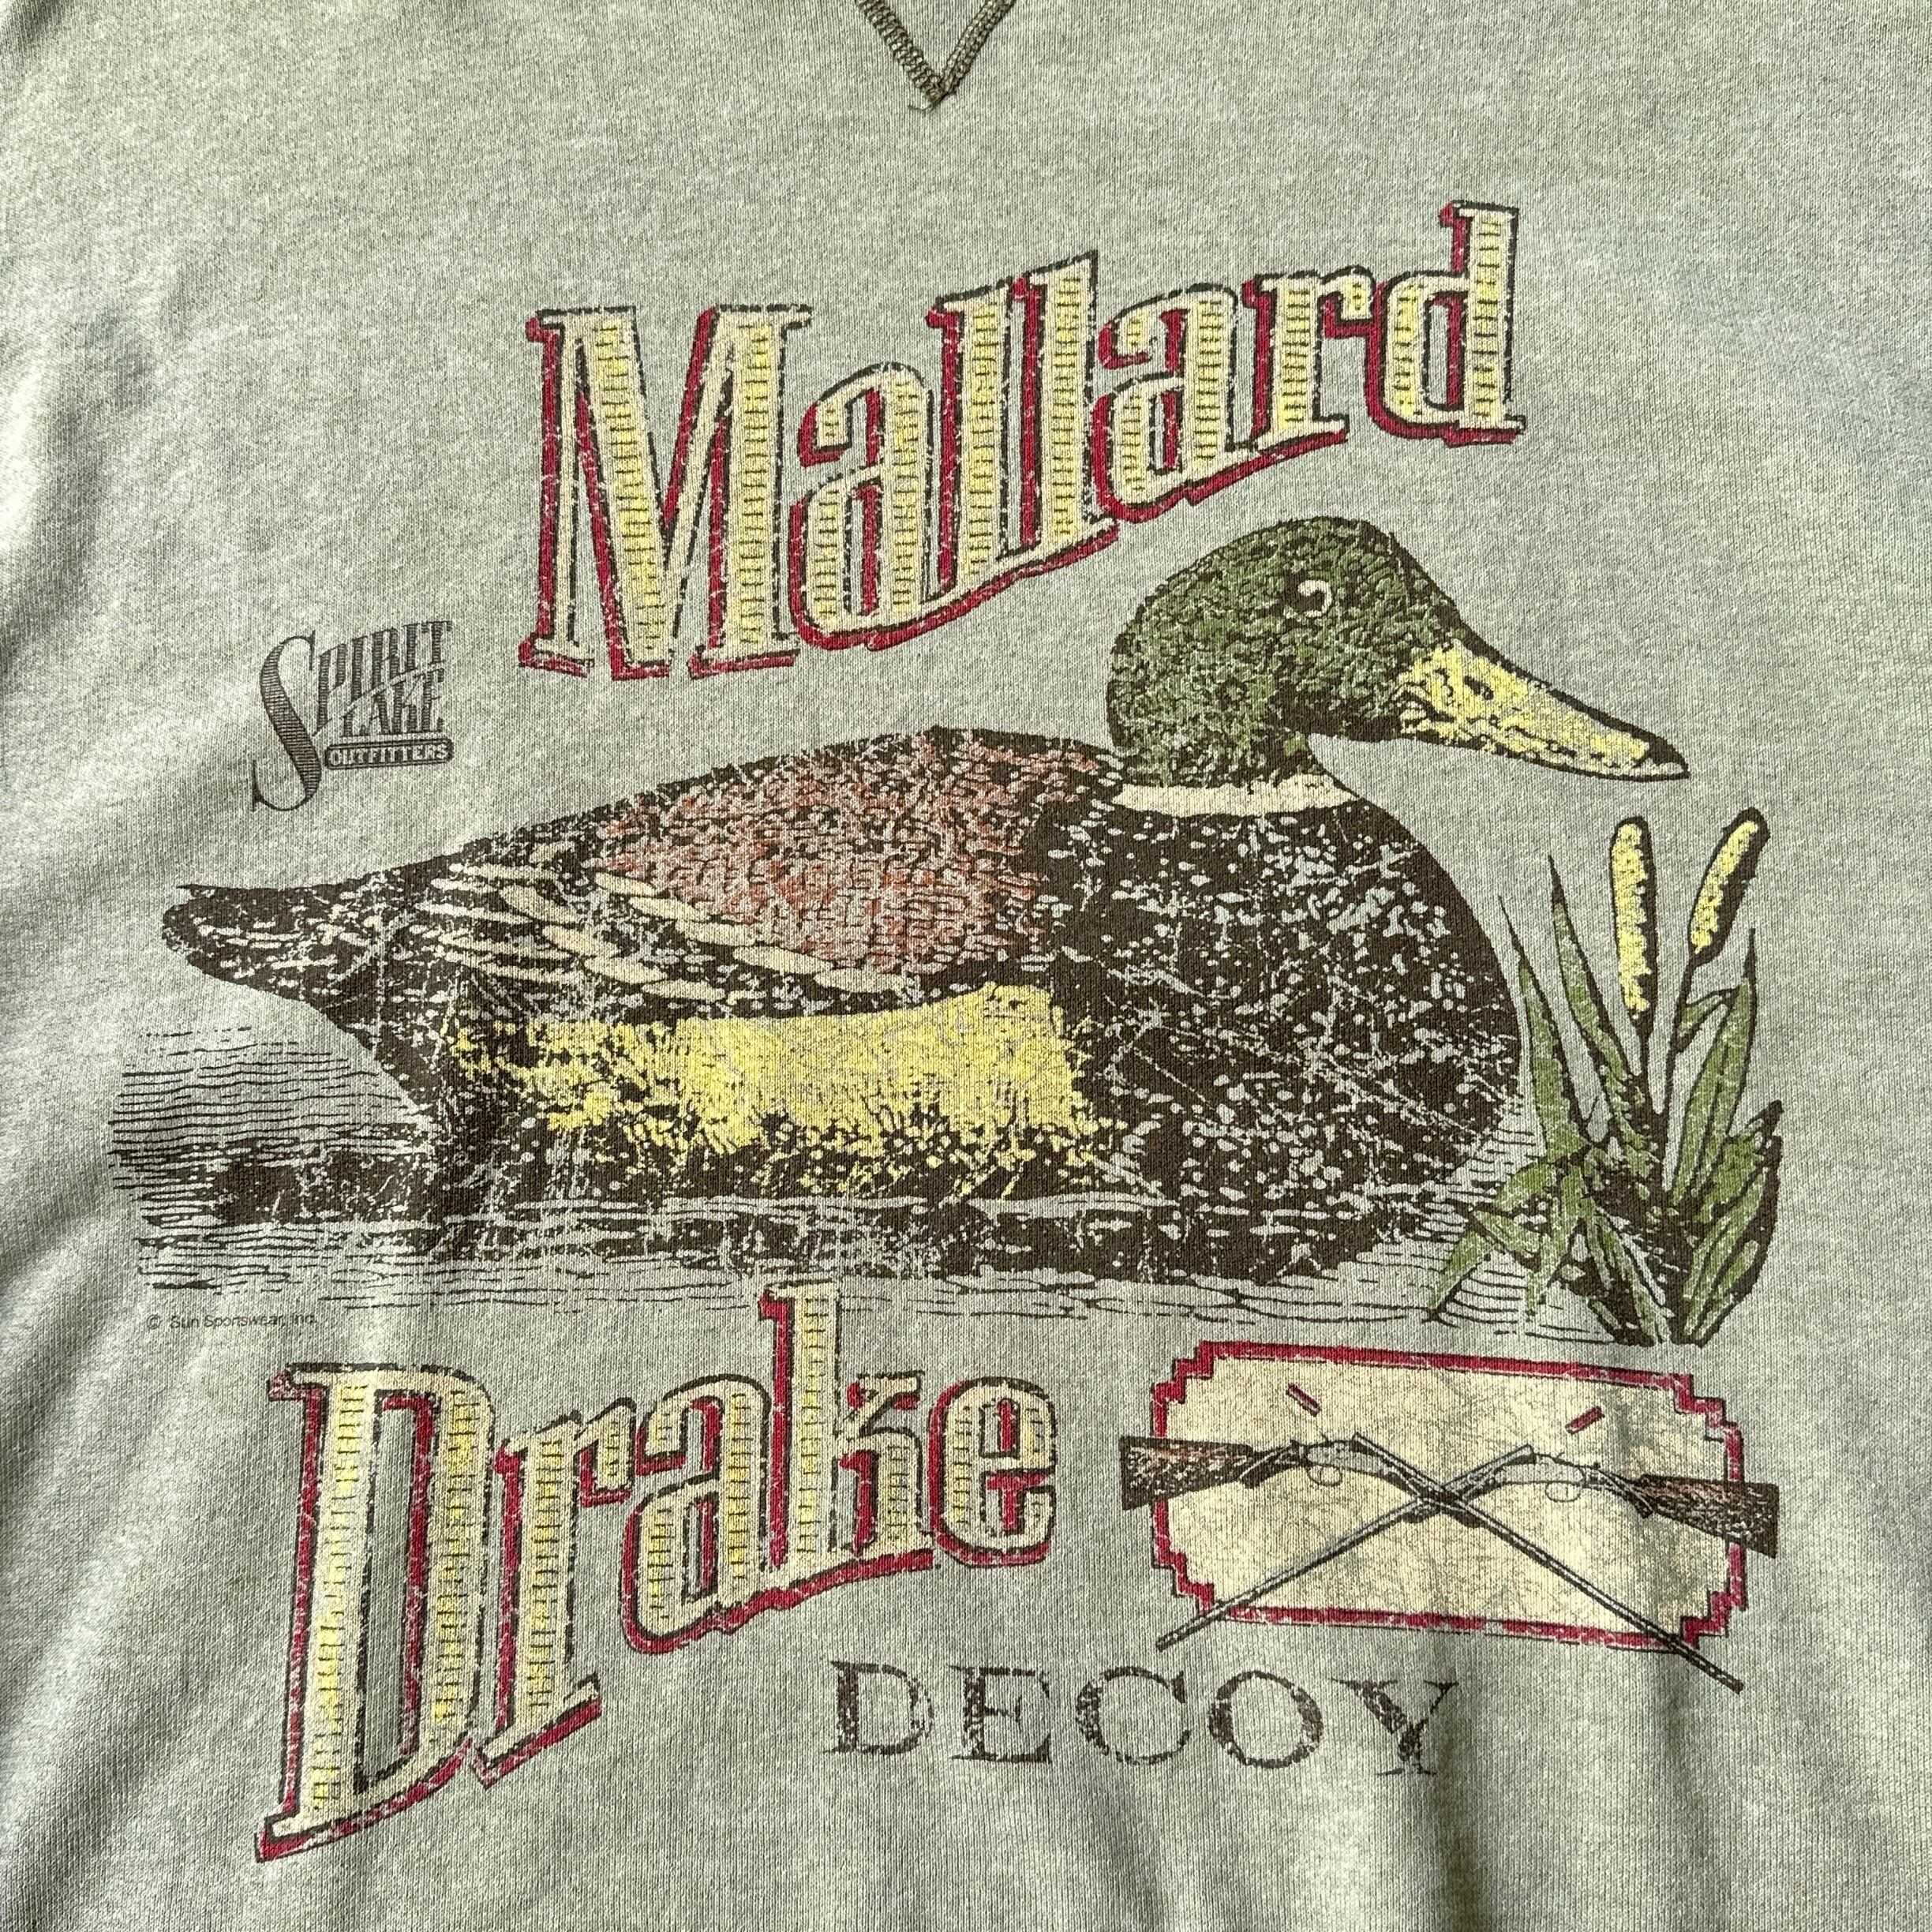 Mallard
SPIRIT
LAKE
OUTFITTERS
© Sun Sportswear, Inc.
Drake
DECOY